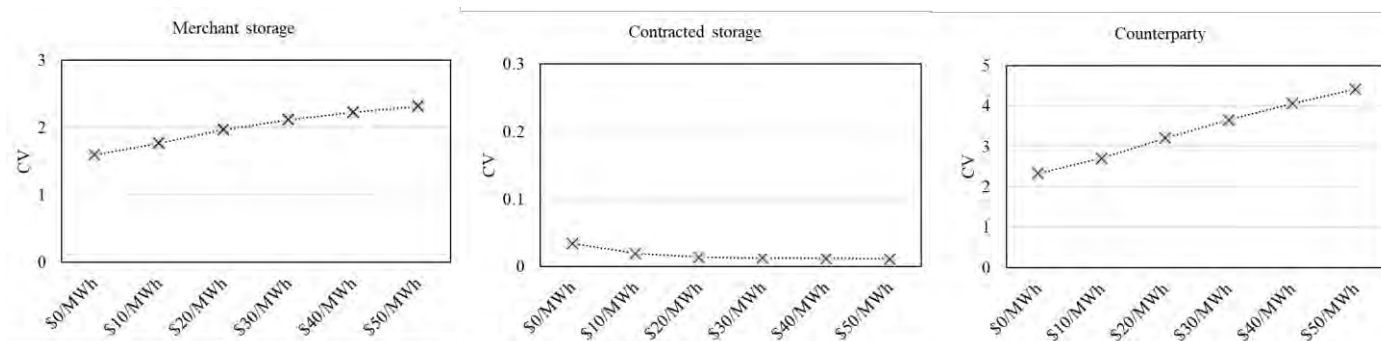 Merchant storage
3
2
1
0
CV
$0/MWh
$10/MWh
$20/MWh
$30/MWh
$40/MWh
$50/MWh
Contracted storage
0.3
0.2
0.1
0
CV
$0/MWh
$10/MWh
$20/MWh
$30/MWh
$40/MWh
$50/MWh
Counterparty
5
4
3
2
1
0
CV
$0/MWh
$10/MWh
$20/MWh
$30/MWh
$40/MWh
$50/MWh